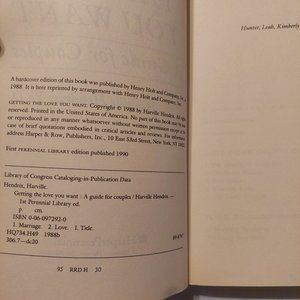 Hunter, Leah, Kimberly,
A hardcover edition of this book was published by Henry Holt and Company, Inc.,
1988. It is here reprinted by arrangement with Henry Holt and Company, Inc.
GETTING THE LOVE YOU WANT. Copyright © 1988 by Harville Hendrix. All rights
Printed in the United States of America. No part of this book may be used
or reproduced in any manner whatsoever without written permission except in the
case of brief quotations embodied in critical articles and reviews. For information
address Harper & Row, Publishers, Inc., 10 East 53rd Street, New York, NY 10022.
First PERENNIAL LIBRARY edition published 1990
Library of Congress Cataloging-in-Publication Data
Hendrix, Harville.
Getting the love you want : A guide for couples / Harville Hendrix.—
1st Perennial Library ed.
p. cm.
ISBN 0-06-097292-0
1. Marriage. 2. Love. I. Title.
HQ734.H49 1988b
306.7—dc20
95 RRD H 30